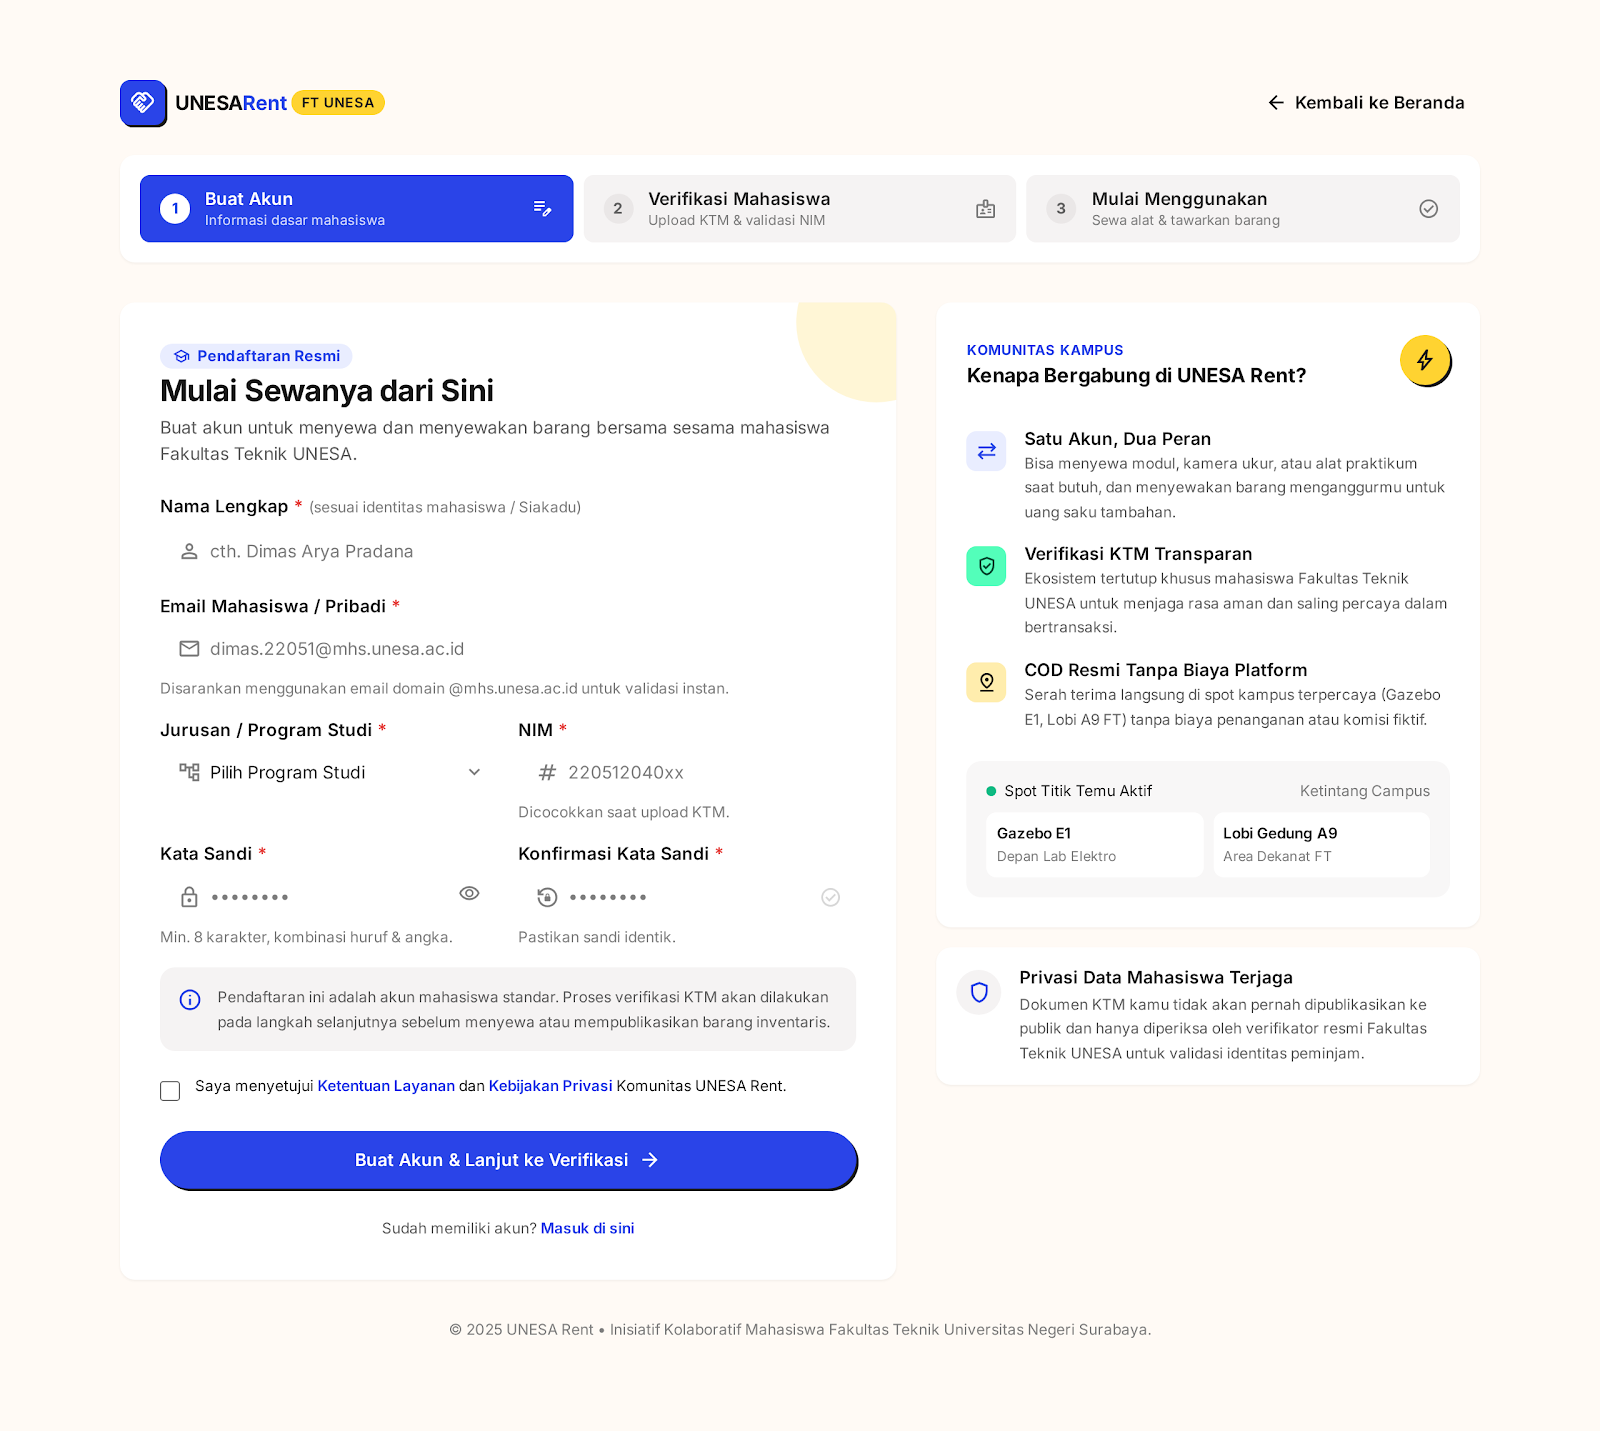 UNESARent FT UNESA
Kembali ke Beranda
1 Buat Akun
Informasi dasar mahasiswa
2 Verifikasi Mahasiswa
Upload KTM & validasi NIM
3 Mulai Menggunakan
Sewa alat & tawarkan barang
Pendaftaran Resmi
Mulai Sewanya dari Sini
Buat akun untuk menyewa dan menyewakan barang bersama sesama mahasiswa
Fakultas Teknik UNESA.
Nama Lengkap * (sesuai identitas mahasiswa / Siakadu)
cth. Dimas Arya Pradana
Email Mahasiswa / Pribadi *
dimas.22051@mhs.unesa.ac.id
Disarankan menggunakan email domain @mhs.unesa.ac.id untuk validasi instan.
Jurusan / Program Studi *
Pilih Program Studi
NIM *
220512040xx
Dicocokkan saat upload KTM.
Kata Sandi *
••••••••
Min. 8 karakter, kombinasi huruf & angka.
Konfirmasi Kata Sandi *
••••••••
Pastikan sandi identik.
Pendaftaran ini adalah akun mahasiswa standar. Proses verifikasi KTM akan dilakukan
pada langkah selanjutnya sebelum menyewa atau mempublikasikan barang inventaris.
Saya menyetujui Ketentuan Layanan dan Kebijakan Privasi Komunitas UNESA Rent.
Buat Akun & Lanjut ke Verifikasi
Sudah memiliki akun? Masuk di sini
KOMUNITAS KAMPUS
Kenapa Bergabung di UNESA Rent?
Satu Akun, Dua Peran
Bisa menyewa modul, kamera ukur, atau alat praktikum
saat butuh, dan menyewakan barang menganggurmu untuk
uang saku tambahan.
Verifikasi KTM Transparan
Ekosistem tertutup khusus mahasiswa Fakultas Teknik
UNESA untuk menjaga rasa aman dan saling percaya dalam
bertransaksi.
COD Resmi Tanpa Biaya Platform
Serah terima langsung di spot kampus terpercaya (Gazebo
E1, Lobi A9 FT) tanpa biaya penanganan atau komisi fiktif.
Spot Titik Temu Aktif
Ketintang Campus
Gazebo E1
Depan Lab Elektro
Lobi Gedung A9
Area Dekanat FT
Privasi Data Mahasiswa Terjaga
Dokumen KTM kamu tidak akan pernah dipublikasikan ke
publik dan hanya diperiksa oleh verifikator resmi Fakultas
Teknik UNESA untuk validasi identitas peminjam.
© 2025 UNESA Rent • Inisiatif Kolaboratif Mahasiswa Fakultas Teknik Universitas Negeri Surabaya.